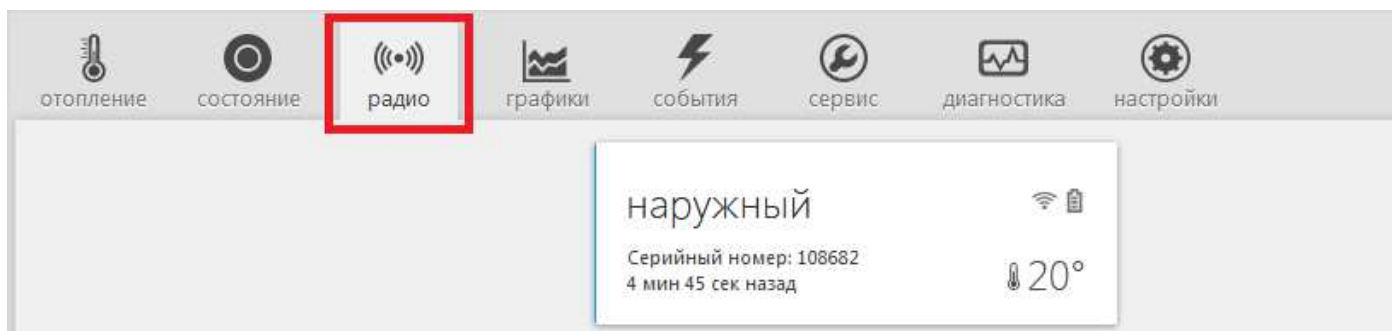 отопление состояние радио графики события сервис диагностика настройки
наружный
Серийный номер: 108682
4 мин 45 сек назад
20°